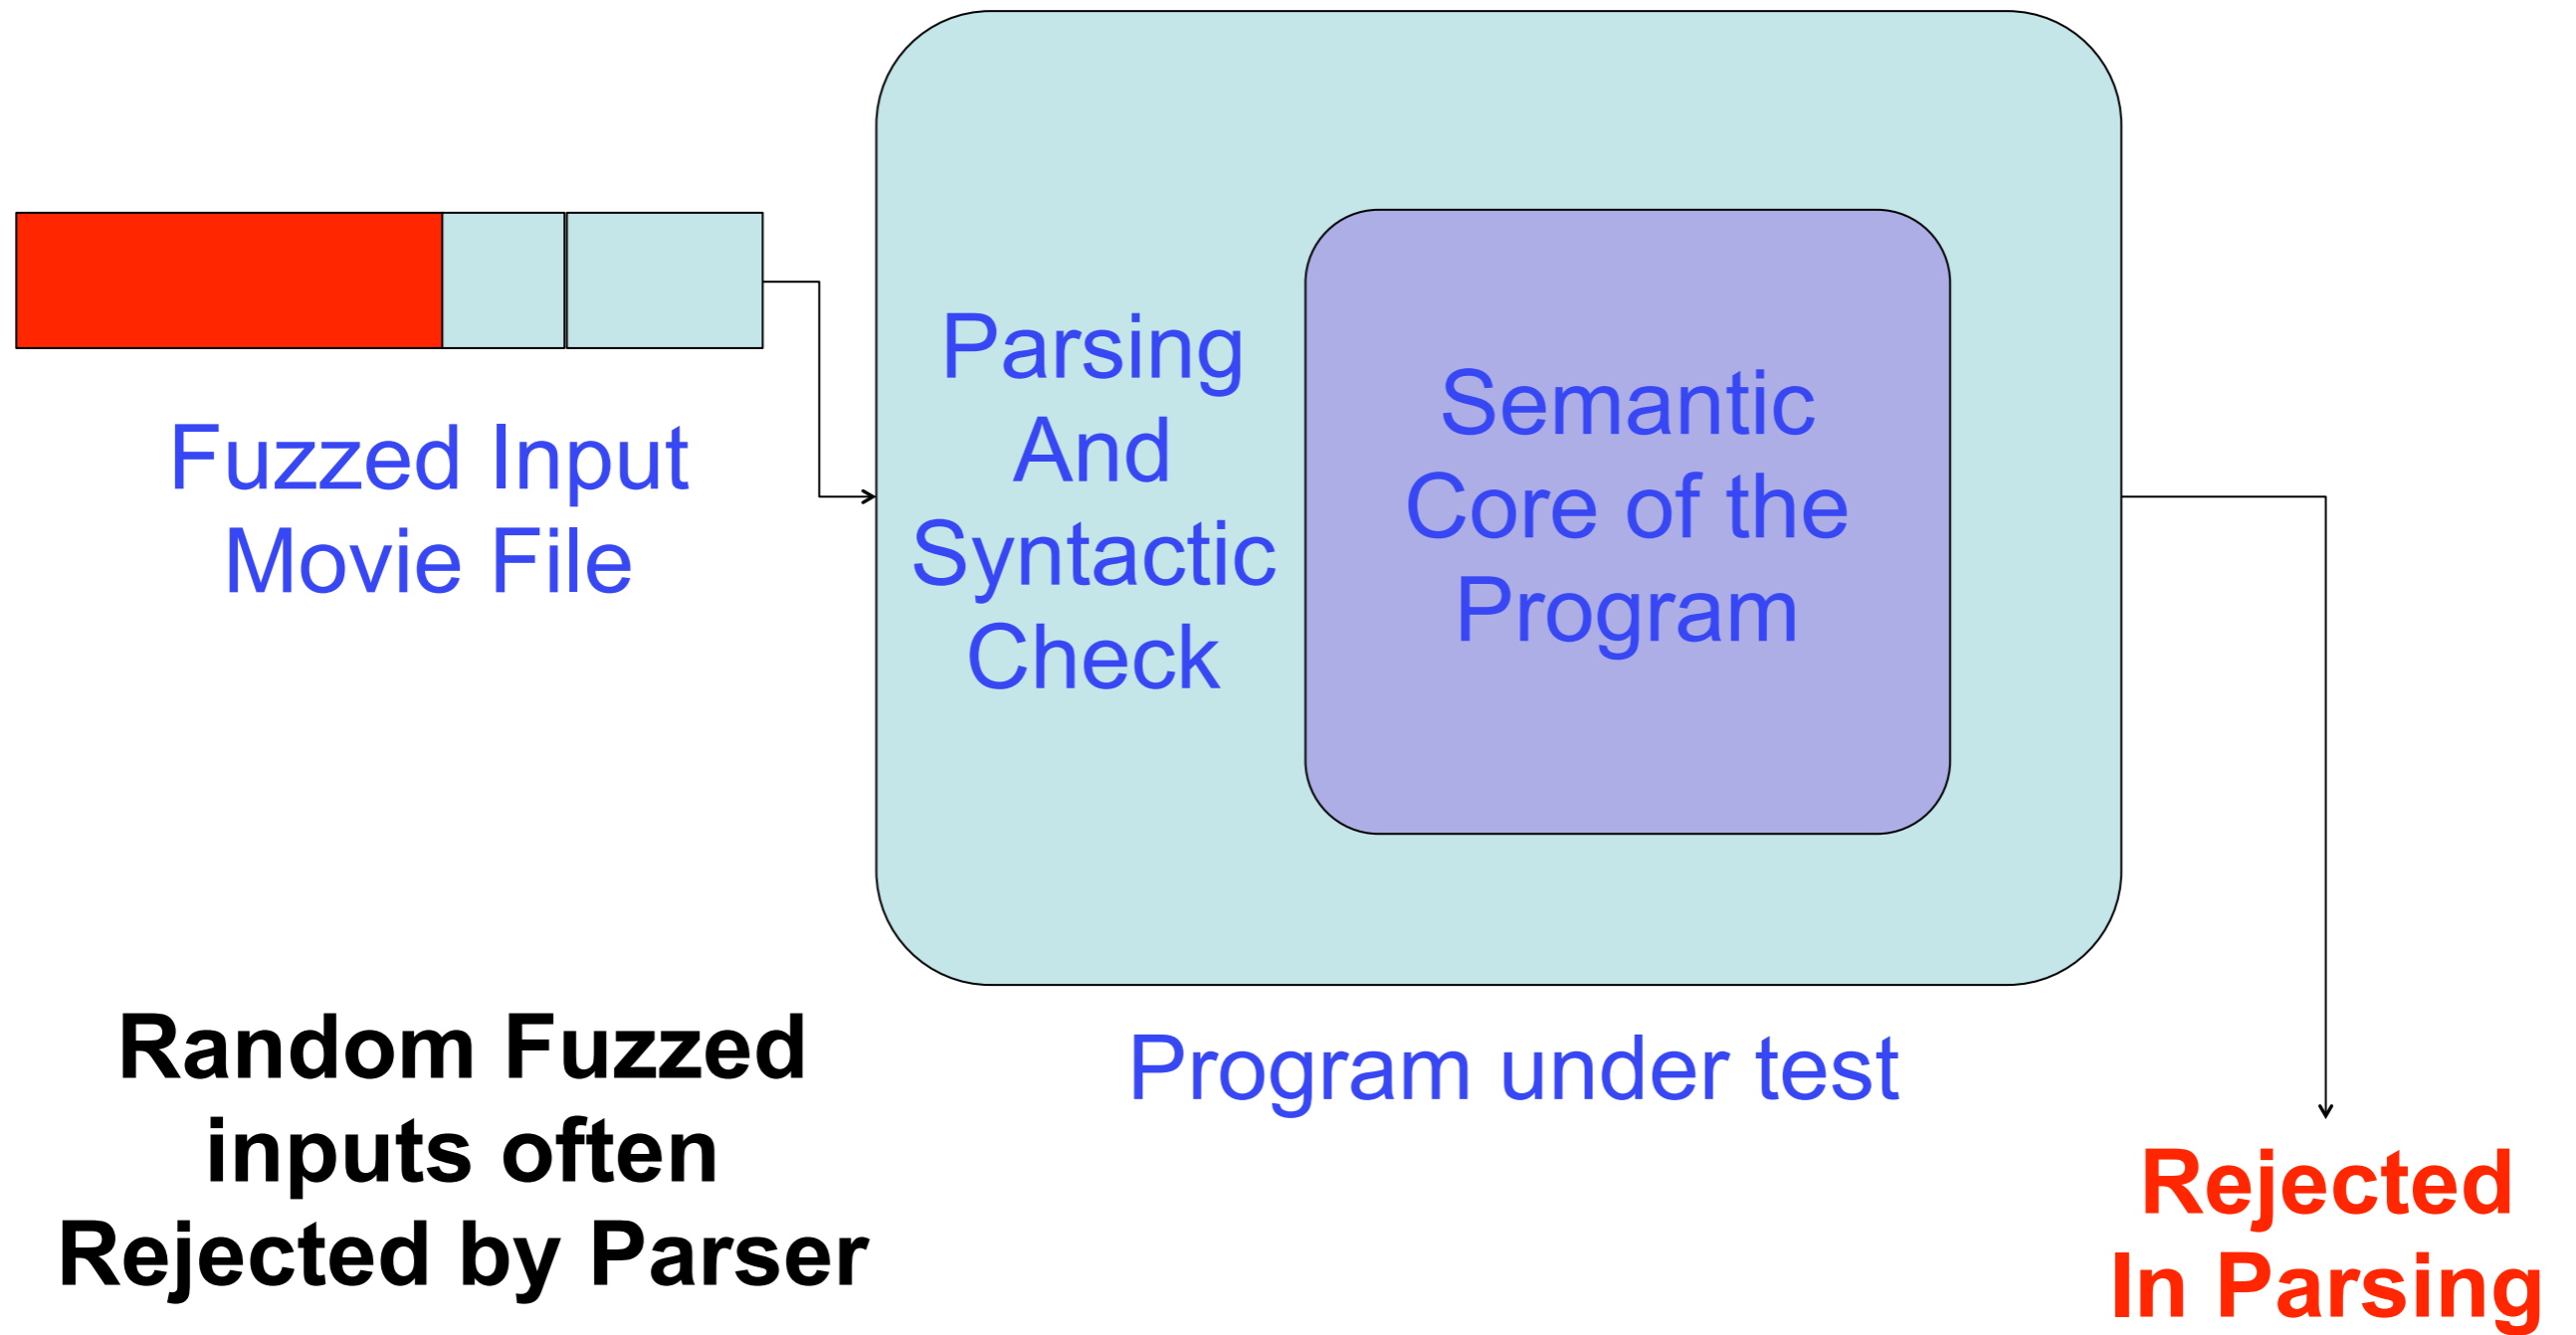 Fuzzed Input
Movie File
Parsing
And
Syntactic
Check
Semantic
Core of the
Program
Program under test
Random Fuzzed
inputs often
Rejected by Parser
Rejected
In Parsing